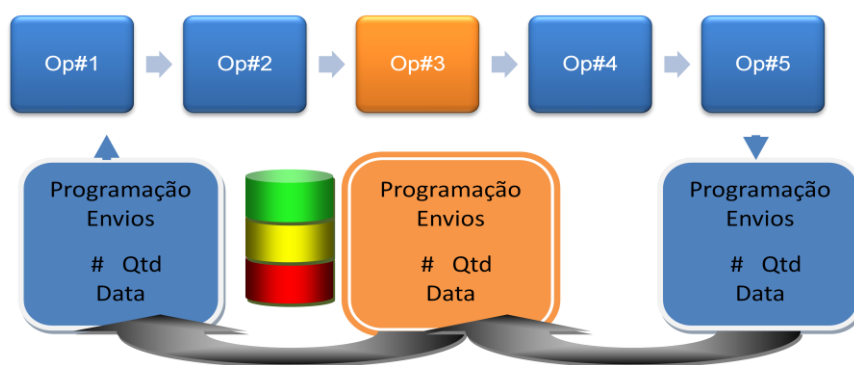 Op#1
Op#2
Op#3
Op#4
Op#5
Programação
Envios
# Qtd
Data
Programação
Envios
# Qtd
Data
Programação
Envios
# Qtd
Data